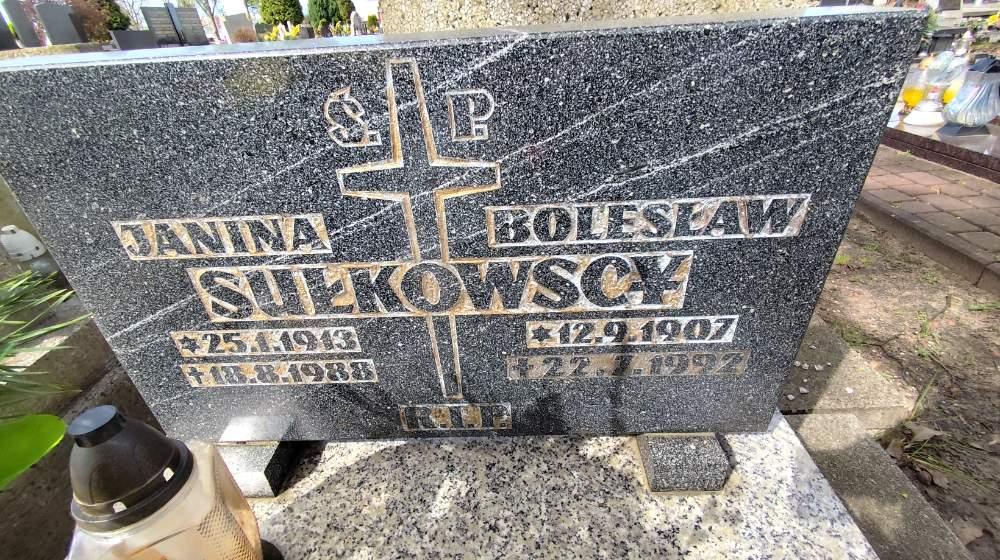 Ś. P.
JANINA BOLESŁAW
SUŁKOWSCY
*25.1.1913 *12.9.1907
+18.8.1988 +22.7.1992
R.I.P